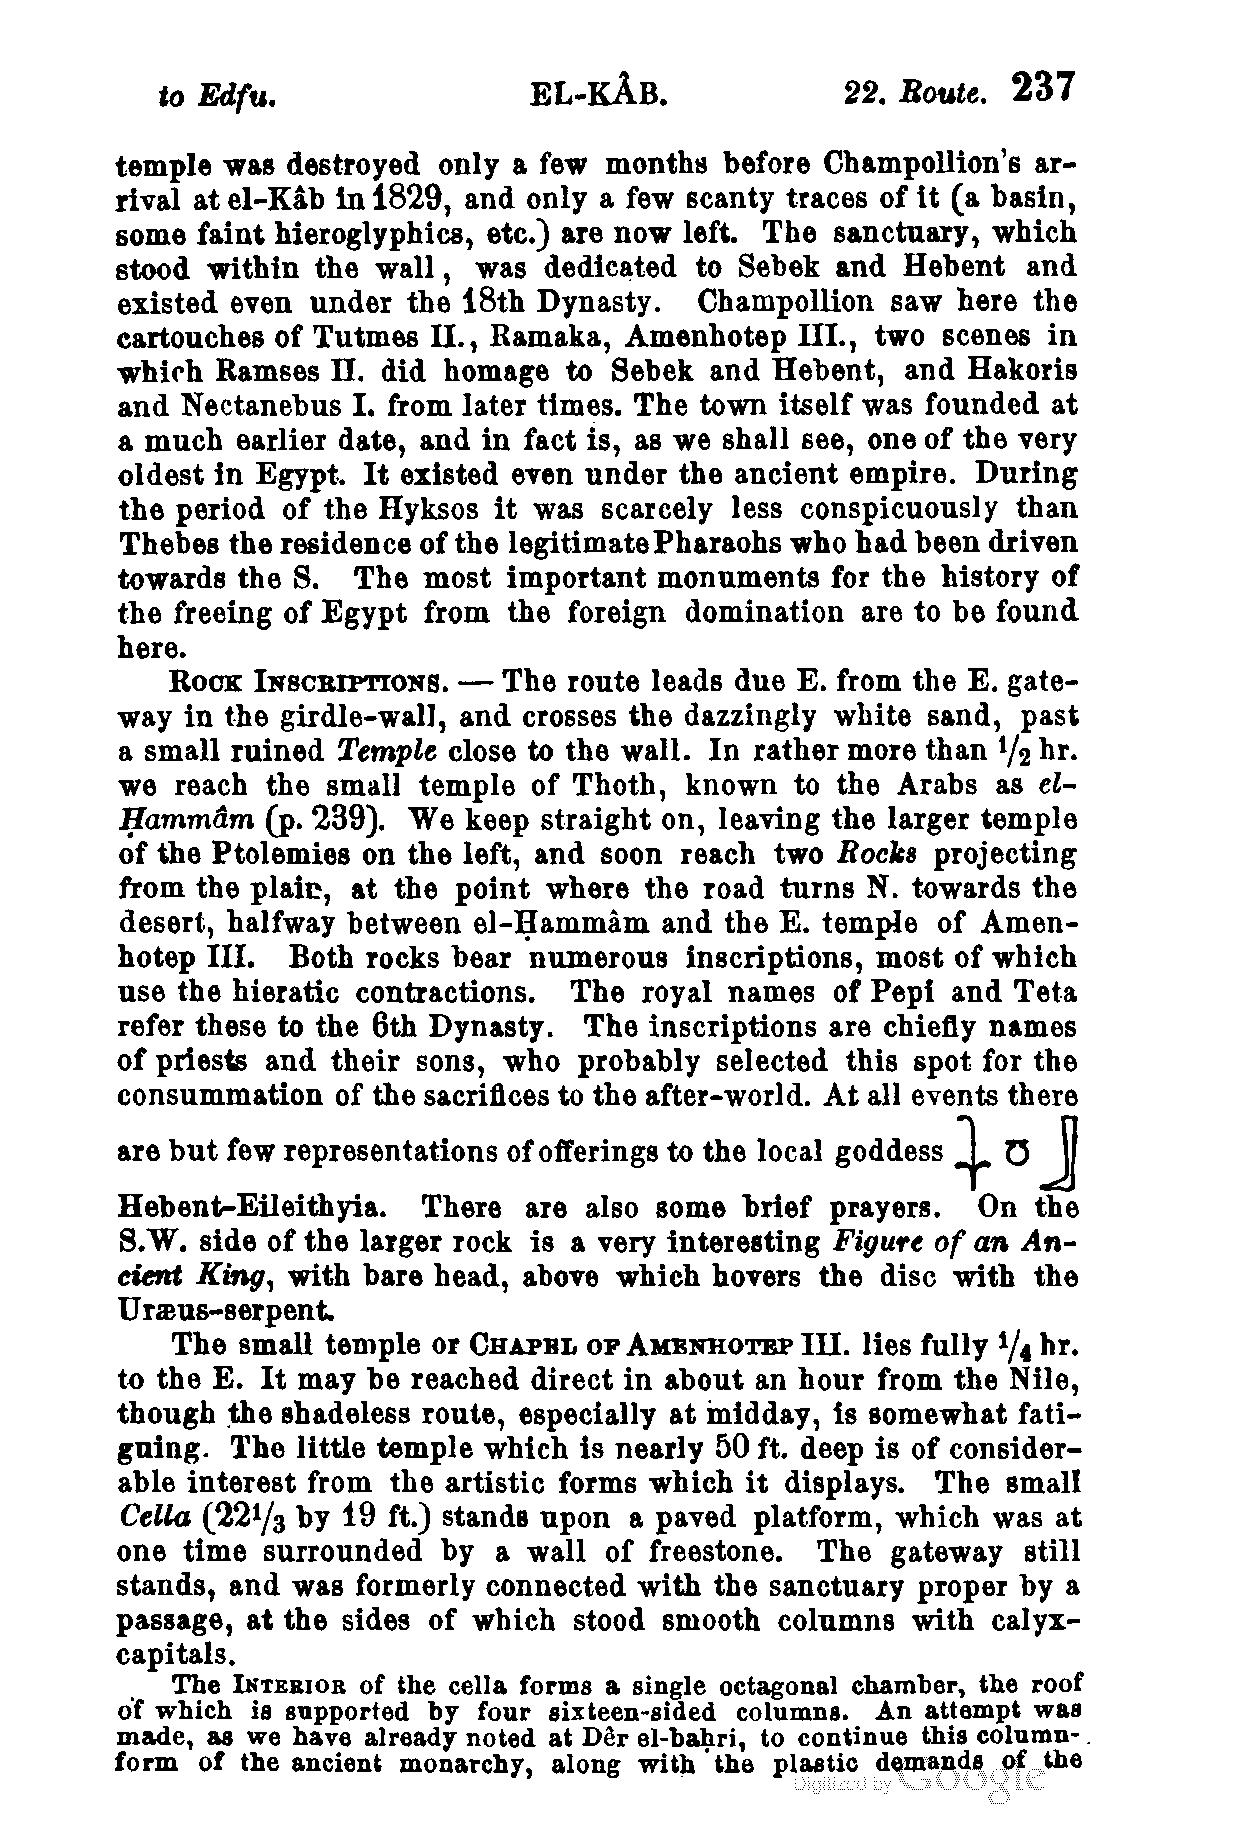 to Edfu. EL-KÂB. 22. Route. 237
temple was destroyed only a few months before Champollion's ar-
rival at el-Kâb in 1829, and only a few scanty traces of it (a basin,
some faint hieroglyphics, etc.) are now left. The sanctuary, which
stood within the wall, was dedicated to Sebek and Hebent and
existed even under the 18th Dynasty. Champollion saw here the
cartouches of Tutmes II., Ramaka, Amenhotep III., two scenes in
which Ramses II. did homage to Sebek and Hebent, and Hakoris
and Nectanebus I. from later times. The town itself was founded at
a much earlier date, and in fact is, as we shall see, one of the very
oldest in Egypt. It existed even under the ancient empire. During
the period of the Hyksos it was scarcely less conspicuously than
Thebes the residence of the legitimate Pharaohs who had been driven
towards the S. The most important monuments for the history of
the freeing of Egypt from the foreign domination are to be found
here.
ROCK INSCRIPTIONS. — The route leads due E. from the E. gate-
way in the girdle-wall, and crosses the dazzingly white sand, past
a small ruined Temple close to the wall. In rather more than 1/2 hr.
we reach the small temple of Thoth, known to the Arabs as el-
Ḥammâm (p. 239). We keep straight on, leaving the larger temple
of the Ptolemies on the left, and soon reach two Rocks projecting
from the plain, at the point where the road turns N. towards the
desert, halfway between el-Ḥammâm and the E. temple of Amen-
hotep III. Both rocks bear numerous inscriptions, most of which
use the hieratic contractions. The royal names of Pepi and Teta
refer these to the 6th Dynasty. The inscriptions are chiefly names
of priests and their sons, who probably selected this spot for the
consummation of the sacrifices to the after-world. At all events there
are but few representations of offerings to the local goddess
Hebent-Eileithyia. There are also some brief prayers. On the
S.W. side of the larger rock is a very interesting Figure of an An-
cient King, with bare head, above which hovers the disc with the
Uræus-serpent.
The small temple or CHAPEL OF AMENHOTEP III. lies fully 1/4 hr.
to the E. It may be reached direct in about an hour from the Nile,
though the shadeless route, especially at midday, is somewhat fati-
guing. The little temple which is nearly 50 ft. deep is of consider-
able interest from the artistic forms which it displays. The small
Cella (22 1/3 by 19 ft.) stands upon a paved platform, which was at
one time surrounded by a wall of freestone. The gateway still
stands, and was formerly connected with the sanctuary proper by a
passage, at the sides of which stood smooth columns with calyx-
capitals.
The INTERIOR of the cella forms a single octagonal chamber, the roof
of which is supported by four sixteen-sided columns. An attempt was
made, as we have already noted at Dêr el-baḥri, to continue this column-
form of the ancient monarchy, along with the plastic demands of the
Digitized by Google